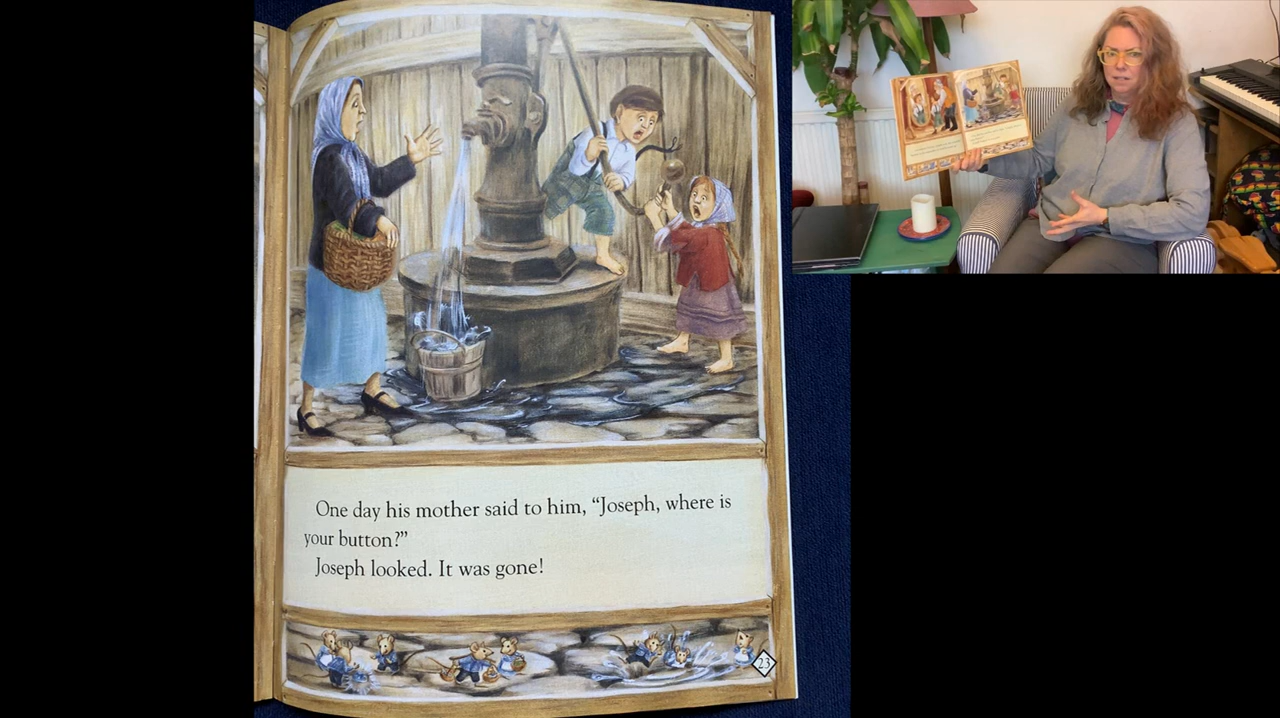 One day his mother said to him, “Joseph, where is
your button?”
Joseph looked. It was gone!
23